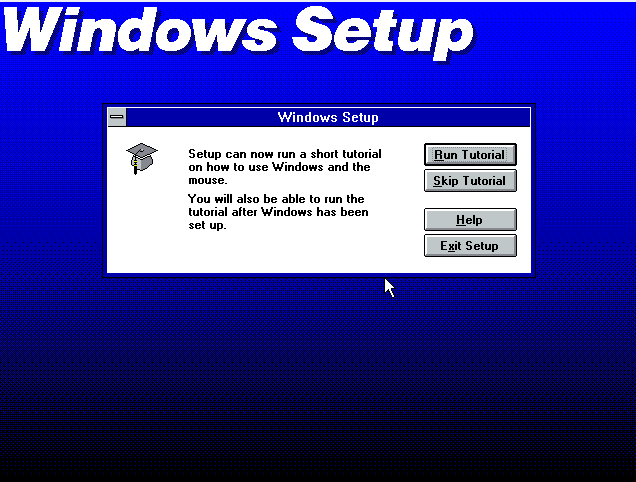 Windows Setup
Windows Setup
Setup can now run a short tutorial
on how to use Windows and the
mouse.
You will also be able to run the
tutorial after Windows has been
set up.
Run Tutorial
Skip Tutorial
Help
Exit Setup